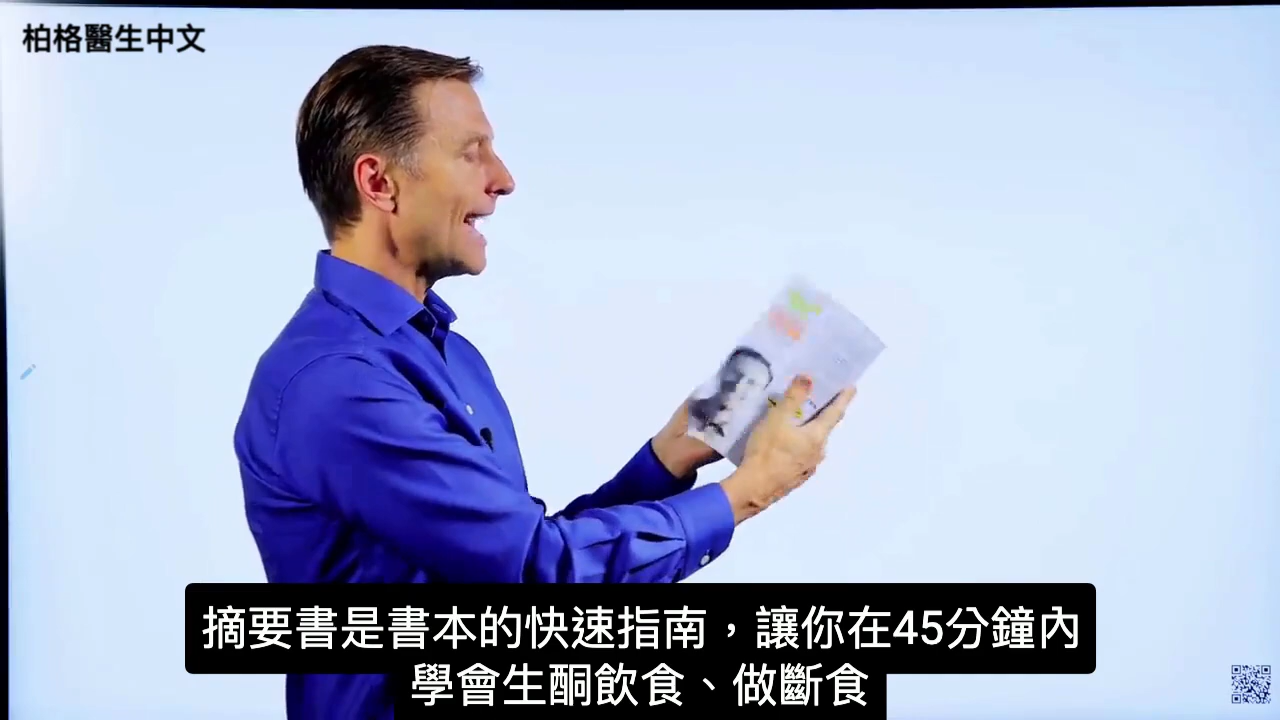 柏格醫生中文
摘要書是書本的快速指南，讓你在45分鐘內
學會生酮飲食、做斷食